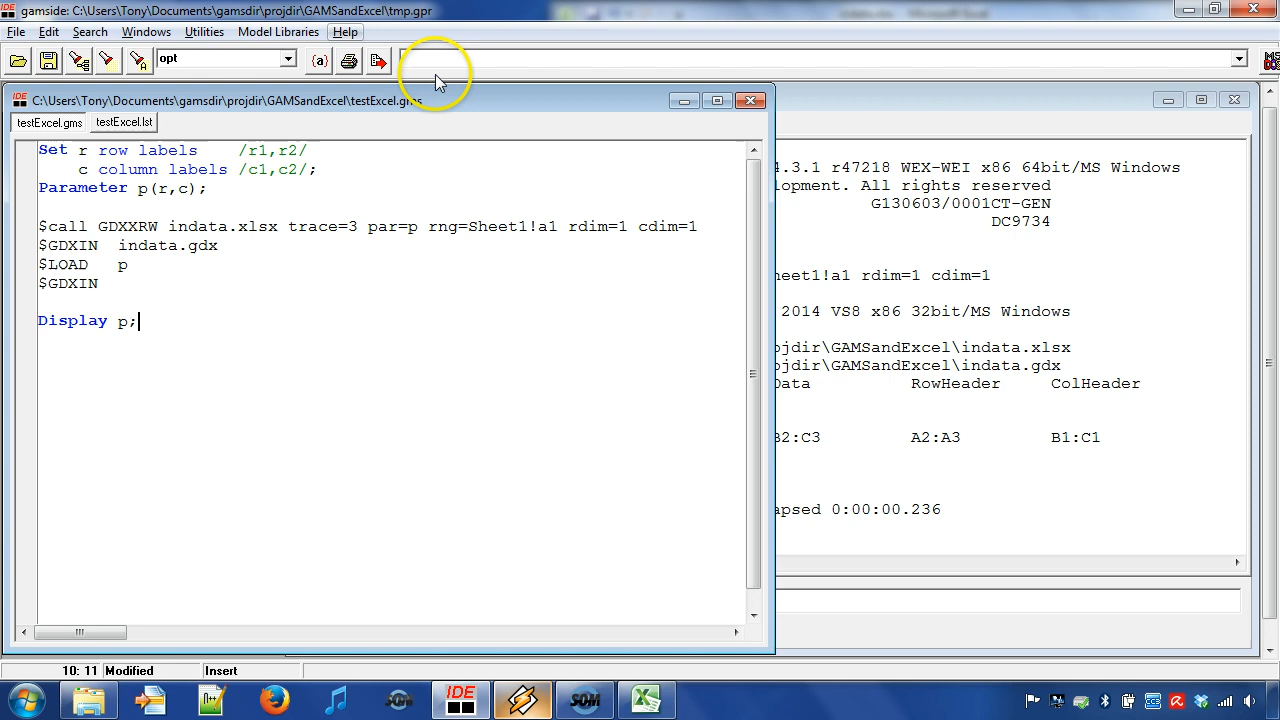 gamside: C:\Users\Tony\Documents\gamsdir\projdir\GAMSandExcel\tmp.gpr
File Edit Search Windows Utilities Model Libraries Help
opt
{a}
IDE C:\Users\Tony\Documents\gamsdir\projdir\GAMSandExcel\testExcel.gms
testExcel.gms testExcel.lst
Set r row labels /r1,r2/
c column labels /c1,c2/;
Parameter p(r,c);
$call GDXXRW indata.xlsx trace=3 par=p rng=Sheet1!a1 rdim=1 cdim=1
$GDXIN indata.gdx
$LOAD p
$GDXIN
Display p;
4.3.1 r47218 WEX-WEI x86 64bit/MS Windows
lopment. All rights reserved
G130603/0001CT-GEN
DC9734
heet1!a1 rdim=1 cdim=1
2014 VS8 x86 32bit/MS Windows
ojdir\GAMSandExcel\indata.xlsx
ojdir\GAMSandExcel\indata.gdx
Data RowHeader ColHeader
B2:C3 A2:A3 B1:C1
apsed 0:00:00.236
10: 11 Modified Insert
IDE